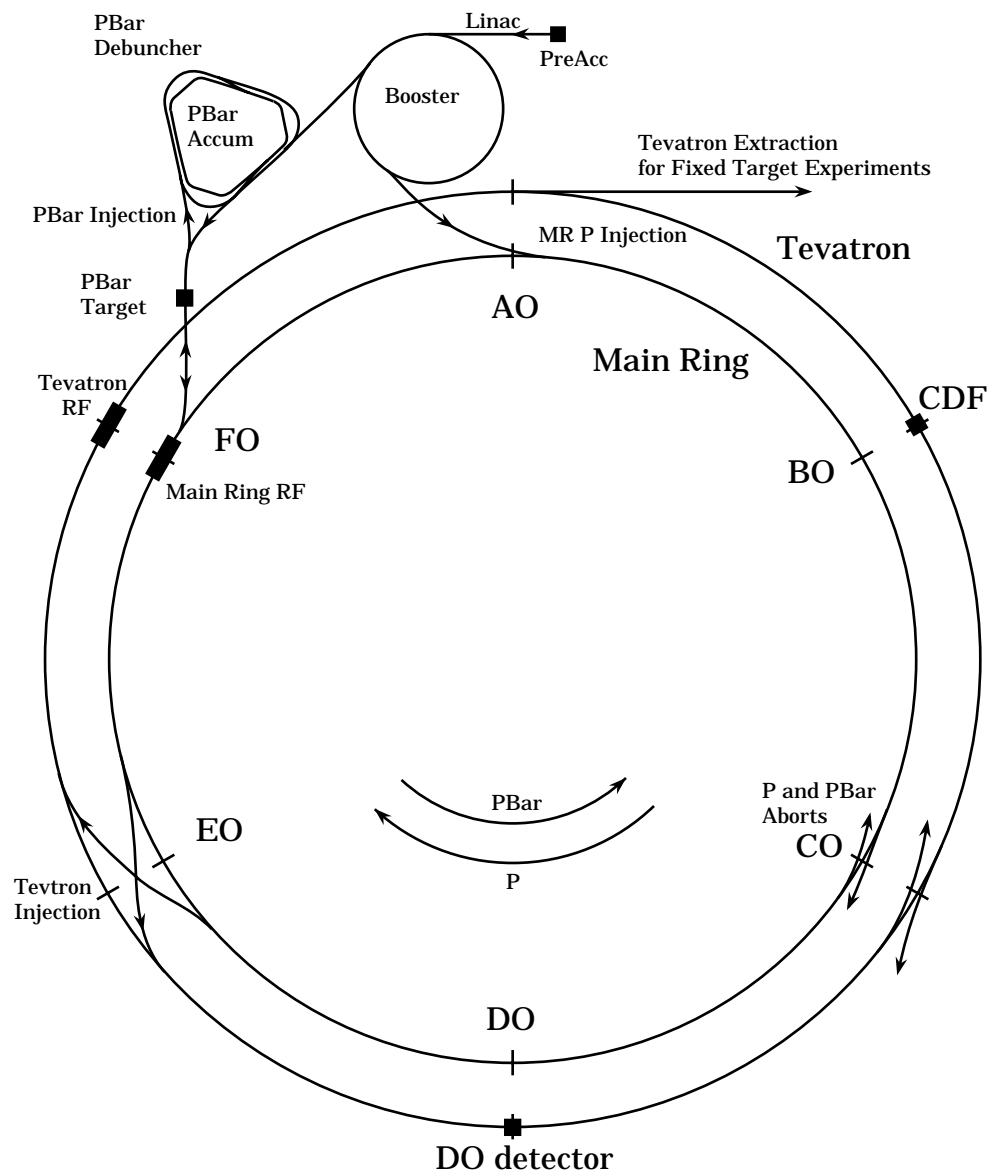 PBar
Debuncher
Linac
PreAcc
Booster
PBar
Accum
Tevatron Extraction
for Fixed Target Experiments
PBar Injection
MR P Injection
Tevatron
PBar
Target
AO
Main Ring
Tevatron
RF
CDF
FO
BO
Main Ring RF
PBar
P and PBar
Aborts
EO
CO
P
Tevtron
Injection
DO
DO detector